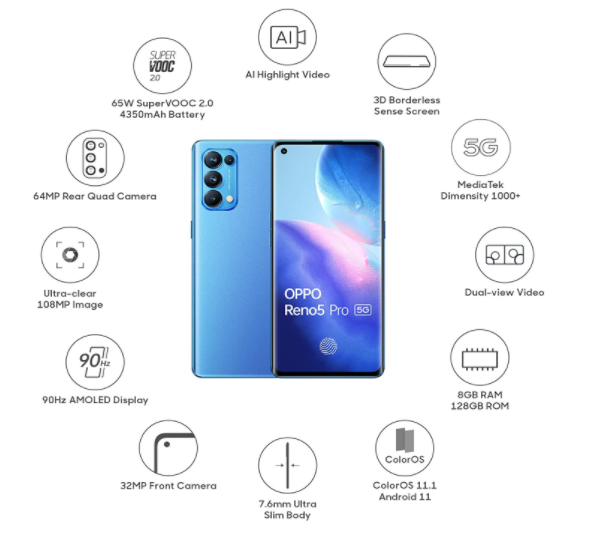 AI
AI Highlight Video
SUPER
VOOC
2.0
65W SuperVOOC 2.0
4350mAh Battery
3D Borderless
Sense Screen
64MP Rear Quad Camera
5G
MediaTek
Dimensity 1000+
Ultra-clear
108MP Image
Dual-view Video
OPPO
Reno5 Pro 5G
90Hz
90Hz AMOLED Display
8GB RAM
128GB ROM
32MP Front Camera
7.6mm Ultra
Slim Body
ColorOS
ColorOS 11.1
Android 11